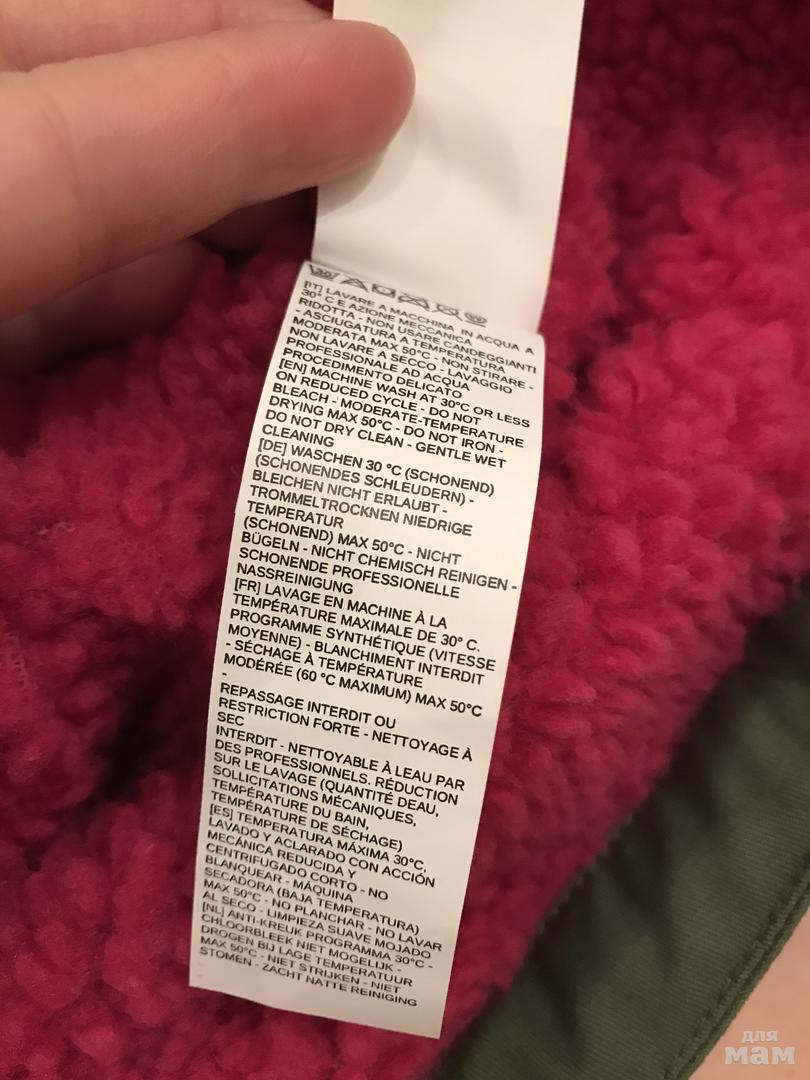 30°
[IT] LAVARE A MACCHINA IN ACQUA A
30° C E AZIONE MECCANICA
RIDOTTA - NON USARE CANDEGGIANTI
- ASCIUGATURA A TEMPERATURA
MODERATA MAX 50°C - NON STIRARE -
NON LAVARE A SECCO - LAVAGGIO
PROFESSIONALE AD ACQUA
PROCEDIMENTO DELICATO
[EN] MACHINE WASH AT 30°C OR LESS
ON REDUCED CYCLE - DO NOT
BLEACH - MODERATE-TEMPERATURE
DRYING MAX 50°C - DO NOT IRON -
DO NOT DRY CLEAN - GENTLE WET
CLEANING
[DE] WASCHEN 30 °C (SCHONEND)
(SCHONENDES SCHLEUDERN) -
BLEICHEN NICHT ERLAUBT -
TROMMELTROCKNEN NIEDRIGE
TEMPERATUR
(SCHONEND) MAX 50°C - NICHT
BÜGELN - NICHT CHEMISCH REINIGEN -
SCHONENDE PROFESSIONELLE
NASSREINIGUNG
[FR] LAVAGE EN MACHINE À LA
TEMPÉRATURE MAXIMALE DE 30° C.
PROGRAMME SYNTHÉTIQUE (VITESSE
MOYENNE) - BLANCHIMENT INTERDIT
- SÉCHAGE À TEMPÉRATURE
MODÉRÉE (60 °C MAXIMUM) MAX 50°C
-
REPASSAGE INTERDIT OU
RESTRICTION FORTE - NETTOYAGE À
SEC
INTERDIT - NETTOYABLE À LEAU PAR
DES PROFESSIONNELS. RÉDUCTION
SUR LE LAVAGE (QUANTITÉ DEAU,
SOLLICITATIONS MÉCANIQUES,
TEMPÉRATURE DU BAIN,
TEMPÉRATURE DE SÉCHAGE)
[ES] TEMPERATURA MÁXIMA 30°C,
LAVADO Y ACLARADO CON ACCIÓN
MECÁNICA REDUCIDA Y
CENTRIFUGADO CORTO - NO
BLANQUEAR - MÁQUINA
SECADORA (BAJA TEMPERATURA)
MAX 50°C - NO PLANCHAR - NO LAVAR
AL SECO - LIMPIEZA SUAVE MOJADO
[NL] ANTI-KREUK PROGRAMMA 30°C -
CHLOORBLEEK NIET MOGELIJK -
DROGEN BIJ LAGE TEMPERATUUR
MAX 50°C - NIET STRIJKEN - NIET
STOMEN - ZACHT NATTE REINIGING
для
мам